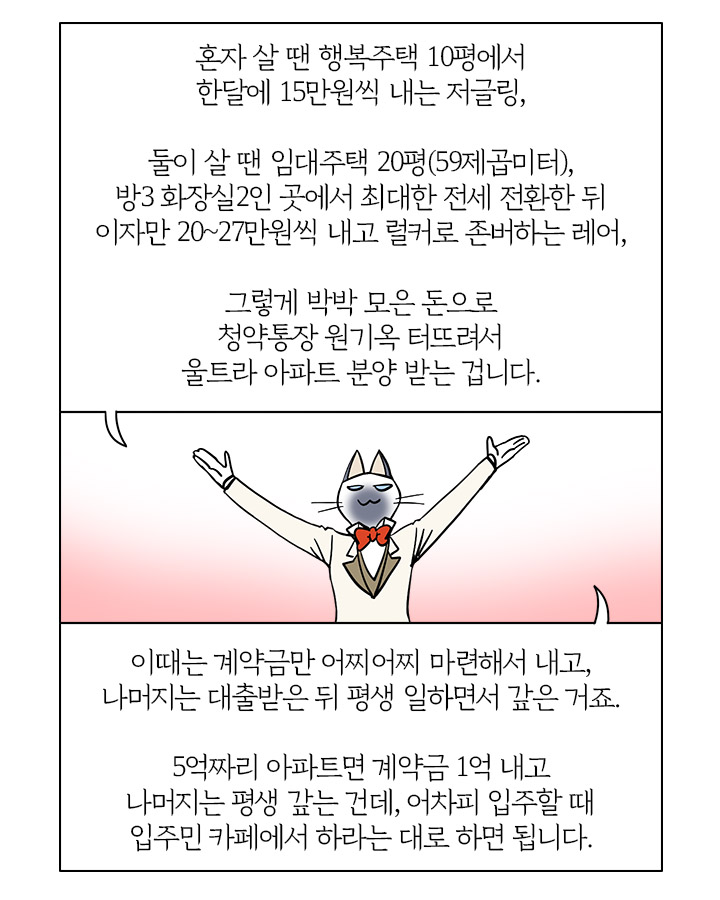 혼자 살 땐 행복주택 10평에서
한달에 15만원씩 내는 저글링,
둘이 살 땐 임대주택 20평(59제곱미터),
방3 화장실2인 곳에서 최대한 전세 전환한 뒤
이자만 20~27만원씩 내고 럴커로 존버하는 레어,
그렇게 박박 모은 돈으로
청약통장 원기옥 터뜨려서
울트라 아파트 분양 받는 겁니다.
이때는 계약금만 어찌어찌 마련해서 내고,
나머지는 대출받은 뒤 평생 일하면서 갚은 거죠.
5억짜리 아파트면 계약금 1억 내고
나머지는 평생 갚는 건데, 어차피 입주할 때
입주민 카페에서 하라는 대로 하면 됩니다.